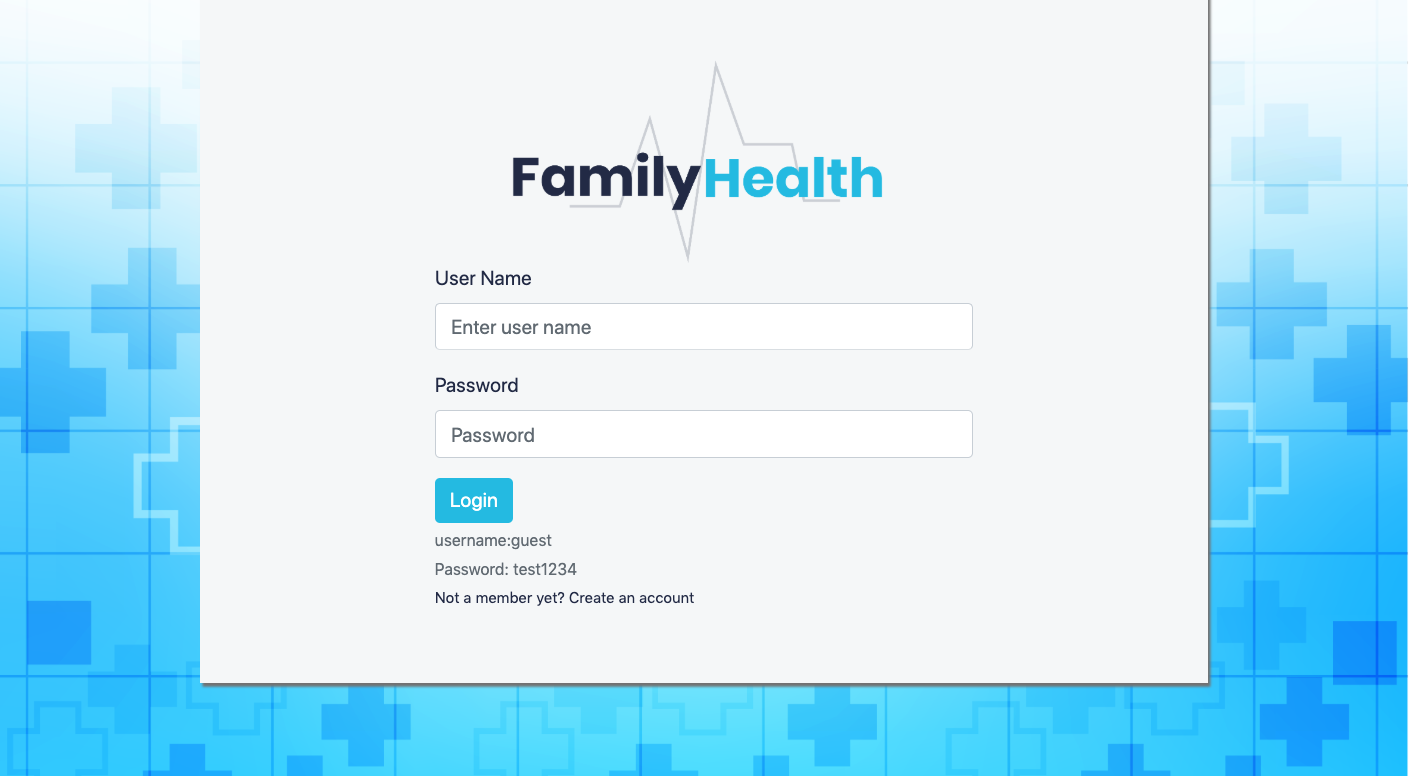 FamilyHealth
User Name
Enter user name
Password
Password
Login
username:guest
Password: test1234
Not a member yet? Create an account